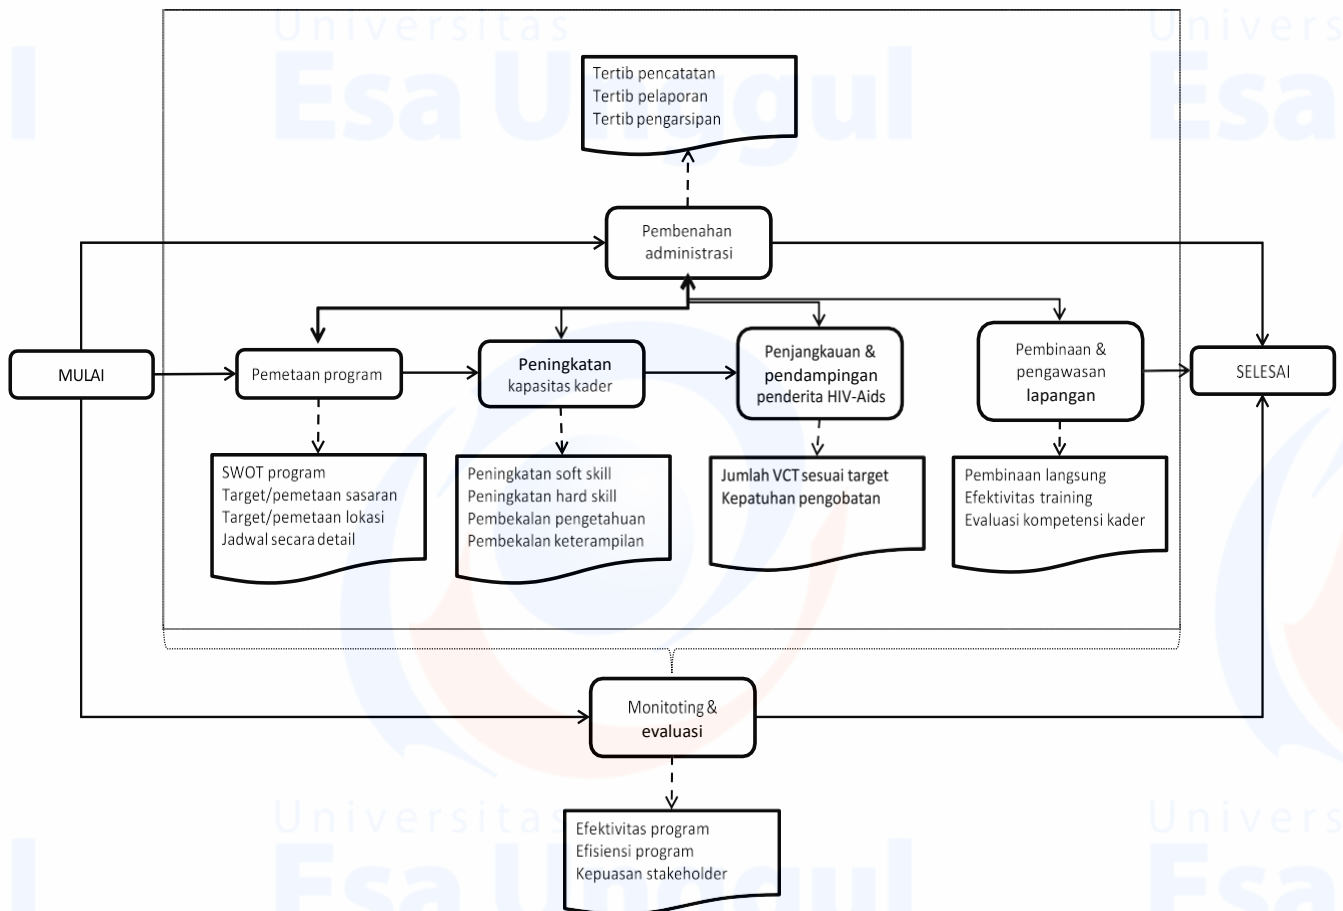 Universitas
Esa Unggul
Tertib pencatatan
Tertib pelaporan
Tertib pengarsipan
Pembenahan
administrasi
MULAI
Pemetaan program
Peningkatan
kapasitas kader
Penjangkauan &
pendampingan
penderita HIV-Aids
Pembinaan &
pengawasan
lapangan
SELESAI
SWOT program
Target/pemetaan sasaran
Target/pemetaan lokasi
Jadwal secara detail
Peningkatan soft skill
Peningkatan hard skill
Pembekalan pengetahuan
Pembekalan keterampilan
Jumlah VCT sesuai target
Kepatuhan pengobatan
Pembinaan langsung
Efektivitas training
Evaluasi kompetensi kader
Monitoting &
evaluasi
Efektivitas program
Efisiensi program
Kepuasan stakeholder
Universitas
Esa Unggul